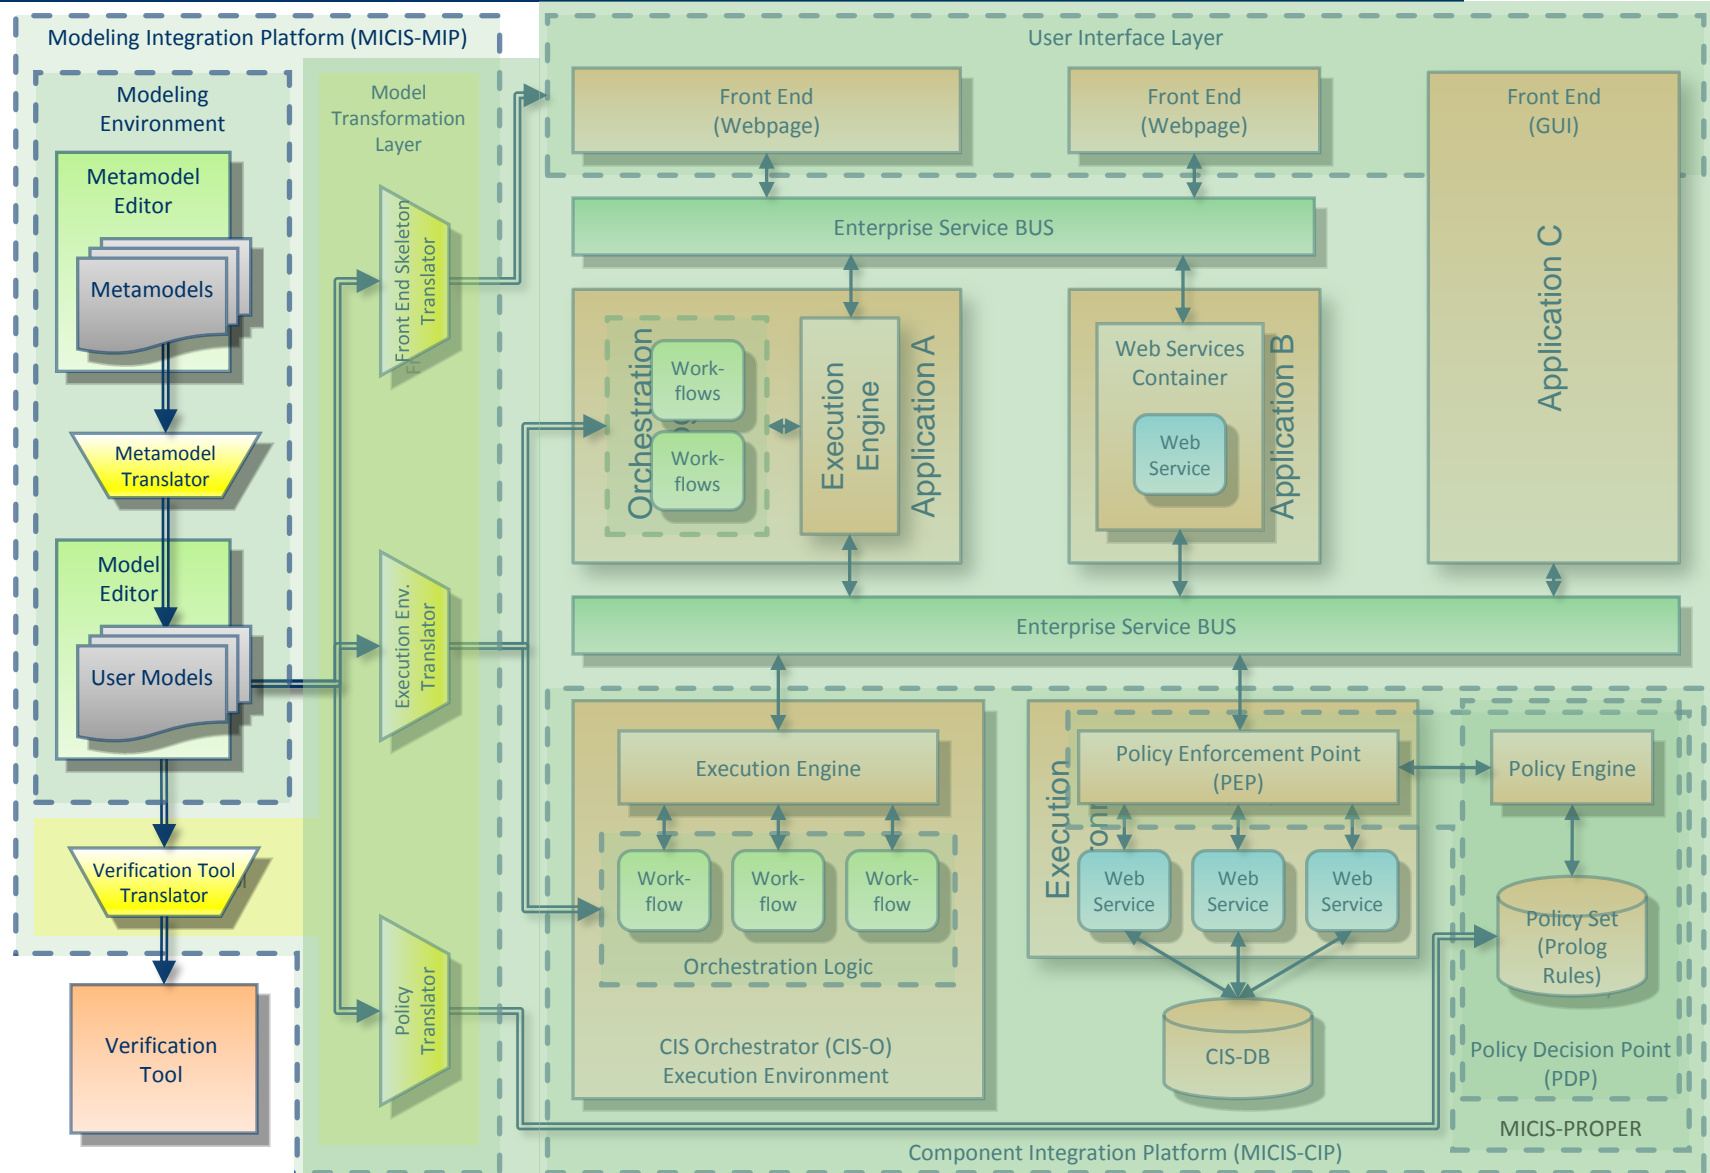 Modeling Integration Platform (MICIS-MIP)
Modeling
Environment
Metamodel
Editor
Metamodels
Metamodel
Translator
Model
Editor
User Models
Verification Tool
Translator
Verification
Tool
Model
Transformation
Layer
Front End Skeleton
Translator
Execution Env.
Translator
Policy
Translator
User Interface Layer
Front End
(Webpage)
Front End
(Webpage)
Front End
(GUI)
Application C
Enterprise Service BUS
Orchestration
Work-
flows
Work-
flows
Execution
Engine
Application A
Web Services
Container
Web
Service
Application B
Enterprise Service BUS
Execution Engine
Work-
flow
Work-
flow
Work-
flow
Orchestration Logic
CIS Orchestrator (CIS-O)
Execution Environment
Execution
Policy Enforcement Point
(PEP)
Web
Service
Web
Service
Web
Service
CIS-DB
Policy Engine
Policy Set
(Prolog
Rules)
Policy Decision Point
(PDP)
MICIS-PROPER
Component Integration Platform (MICIS-CIP)